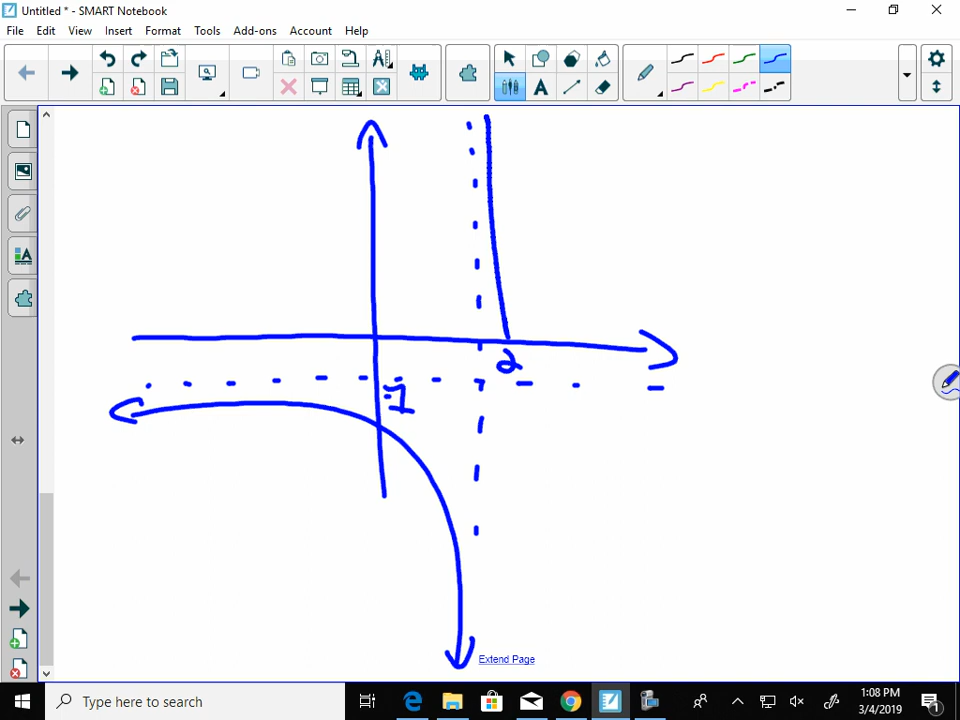 Untitled * - SMART Notebook
File Edit View Insert Format Tools Add-ons Account Help
2
-1
Extend Page
Type here to search
1:08 PM
3/4/2019
1